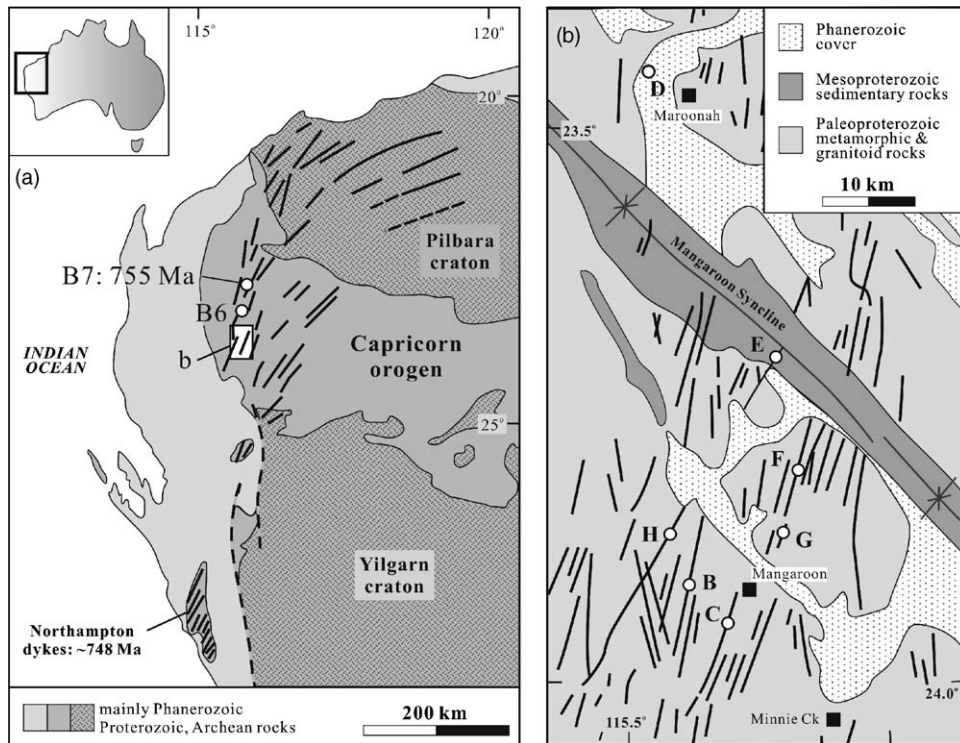 115°
120°
20°
(a)
Pilbara
craton
B7: 755 Ma
B6
b
INDIAN
OCEAN
Capricorn
orogen
25°
Yilgarn
craton
Northampton
dykes: ~748 Ma
mainly Phanerozoic
Proterozoic, Archean rocks
200 km
(b)
Phanerozoic
cover
Mesoproterozoic
sedimentary rocks
Paleoproterozoic
metamorphic &
granitoid rocks
10 km
D
Maroonah
23.5°
Mangaroon Syncline
E
F
H
G
Mangaroon
B
C
24.0°
115.5°
Minnie Ck